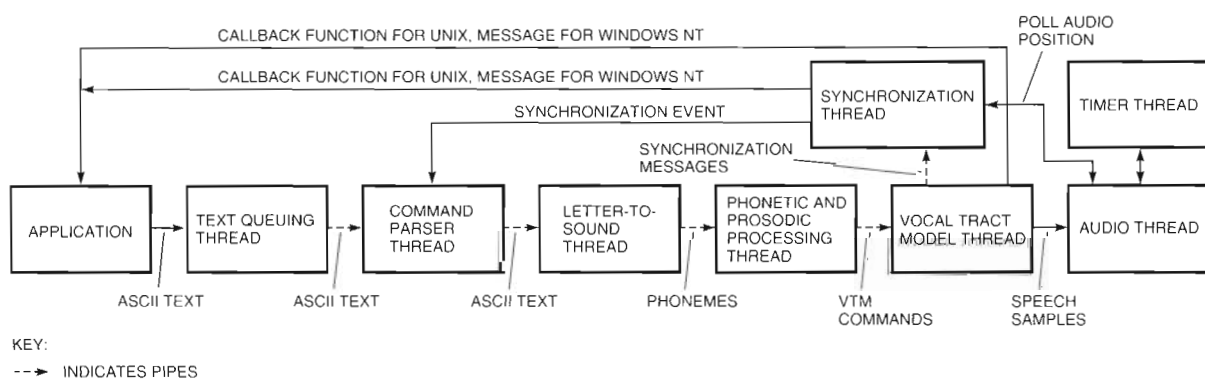 CALLBACK FUNCTION FOR UNIX, MESSAGE FOR WINDOWS NT
POLL AUDIO
POSITION
CALLBACK FUNCTION FOR UNIX, MESSAGE FOR WINDOWS NT
SYNCHRONIZATION
THREAD
TIMER THREAD
SYNCHRONIZATION EVENT
SYNCHRONIZATION
MESSAGES
APPLICATION
TEXT QUEUING
THREAD
COMMAND
PARSER
THREAD
LETTER-TO-
SOUND
THREAD
PHONETIC AND
PROSODIC
PROCESSING
THREAD
VOCAL TRACT
MODEL THREAD
AUDIO THREAD
ASCII TEXT
ASCII TEXT
ASCII TEXT
PHONEMES
VTM
COMMANDS
SPEECH
SAMPLES
KEY:
INDICATES PIPES